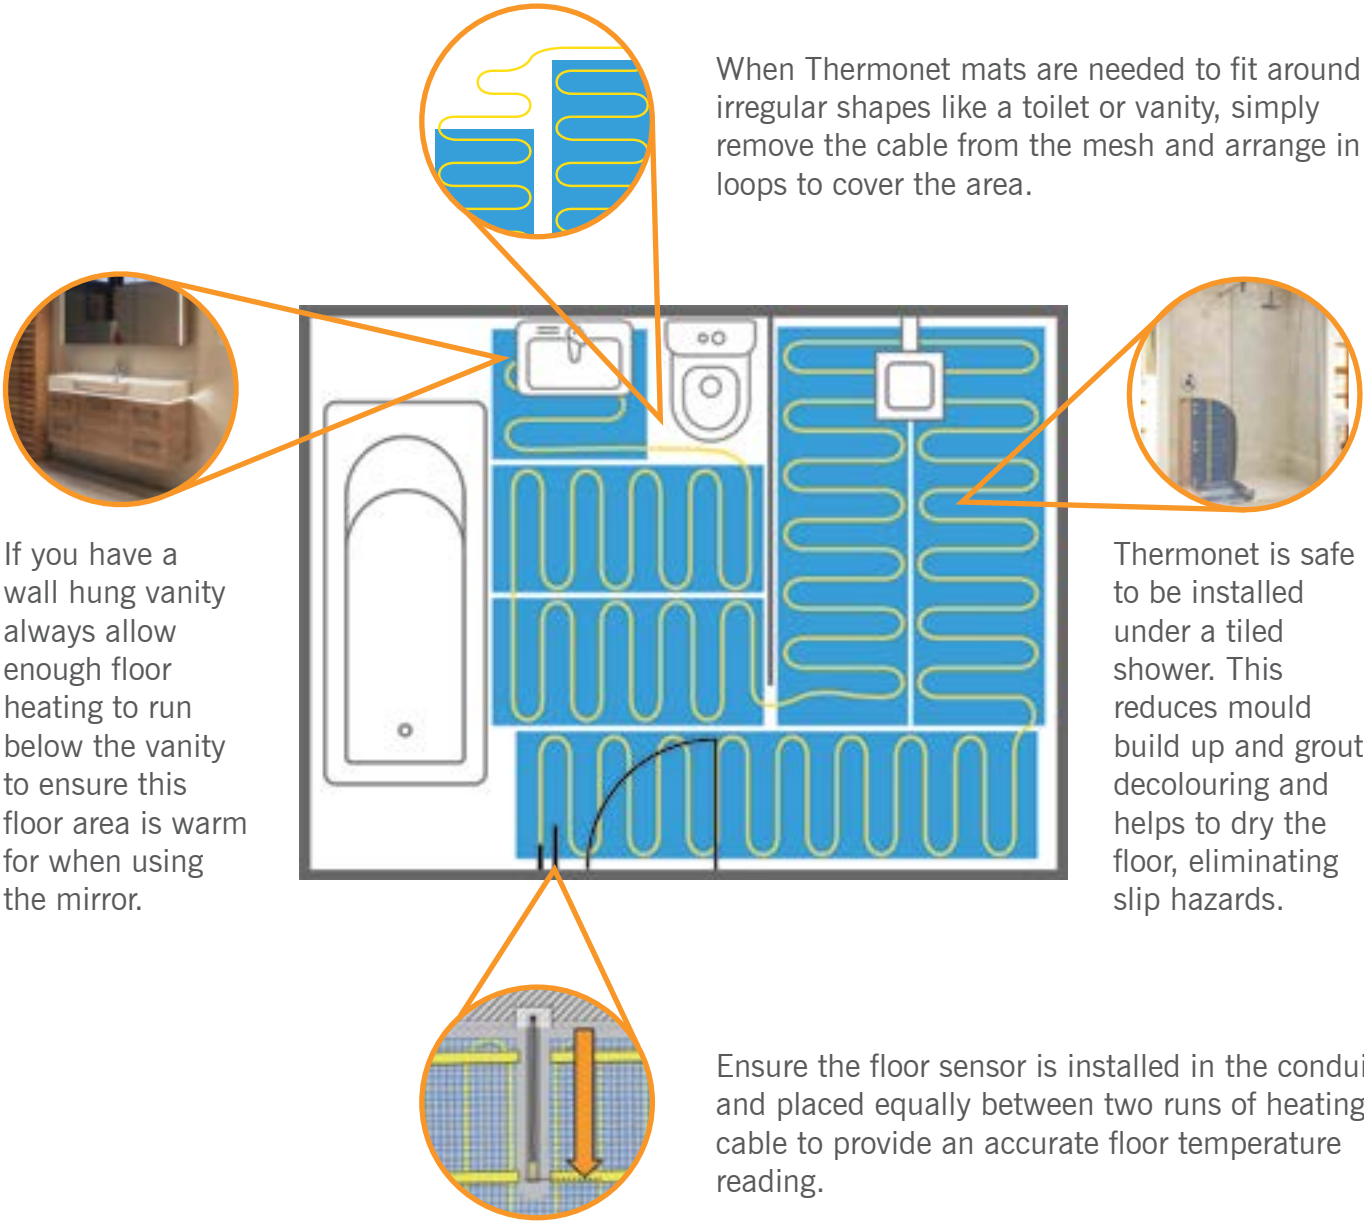 When Thermonet mats are needed to fit around
irregular shapes like a toilet or vanity, simply
remove the cable from the mesh and arrange in
loops to cover the area.
If you have a
wall hung vanity
always allow
enough floor
heating to run
below the vanity
to ensure this
floor area is warm
for when using
the mirror.
Thermonet is safe
to be installed
under a tiled
shower. This
reduces mould
build up and grout
decolouring and
helps to dry the
floor, eliminating
slip hazards.
Ensure the floor sensor is installed in the condui
and placed equally between two runs of heating
cable to provide an accurate floor temperature
reading.